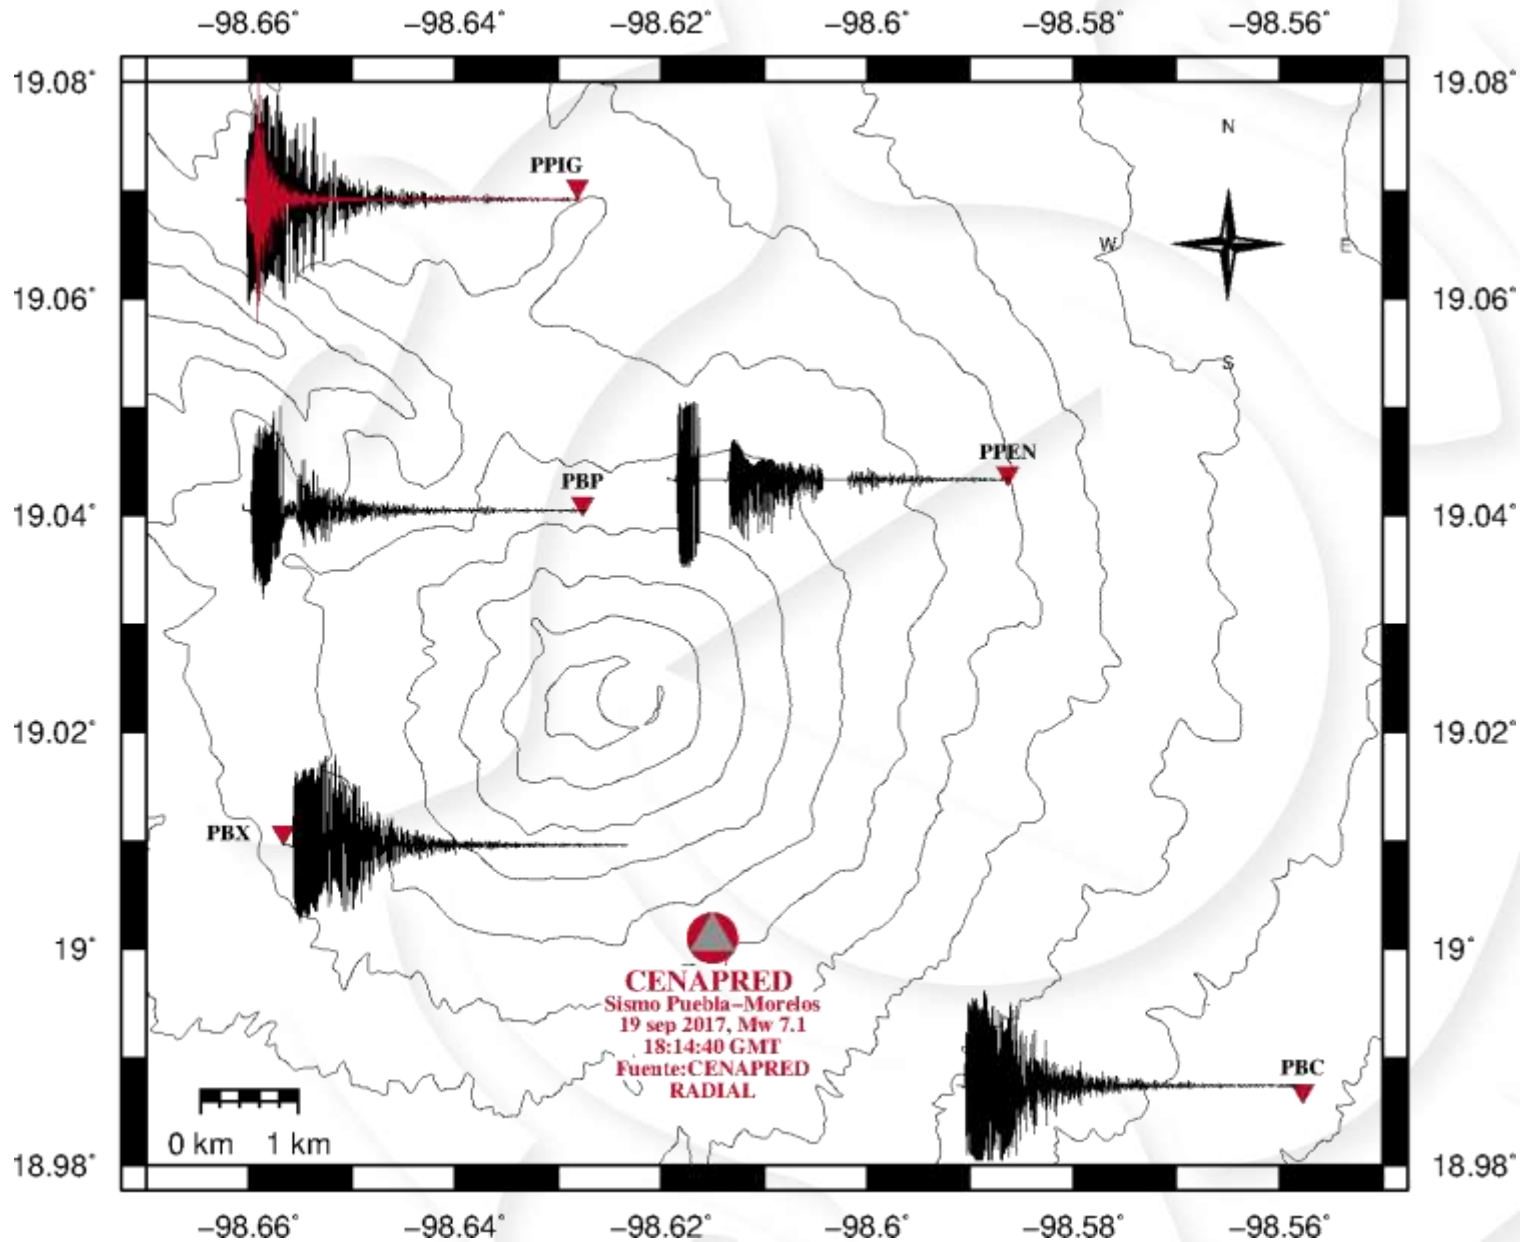 −98.66° −98.64° −98.62° −98.6° −98.58° −98.56°
19.08° 19.08°
N
PPIG
W E
19.06° 19.06°
S
PPEN
PBP
19.04° 19.04°
19.02° 19.02°
PBX
19° 19°
CENAPRED
Sismo Puebla−Morelos
19 sep 2017, Mw 7.1
18:14:40 GMT
Fuente:CENAPRED
RADIAL
PBC
0 km 1 km
18.98° 18.98°
−98.66° −98.64° −98.62° −98.6° −98.58° −98.56°